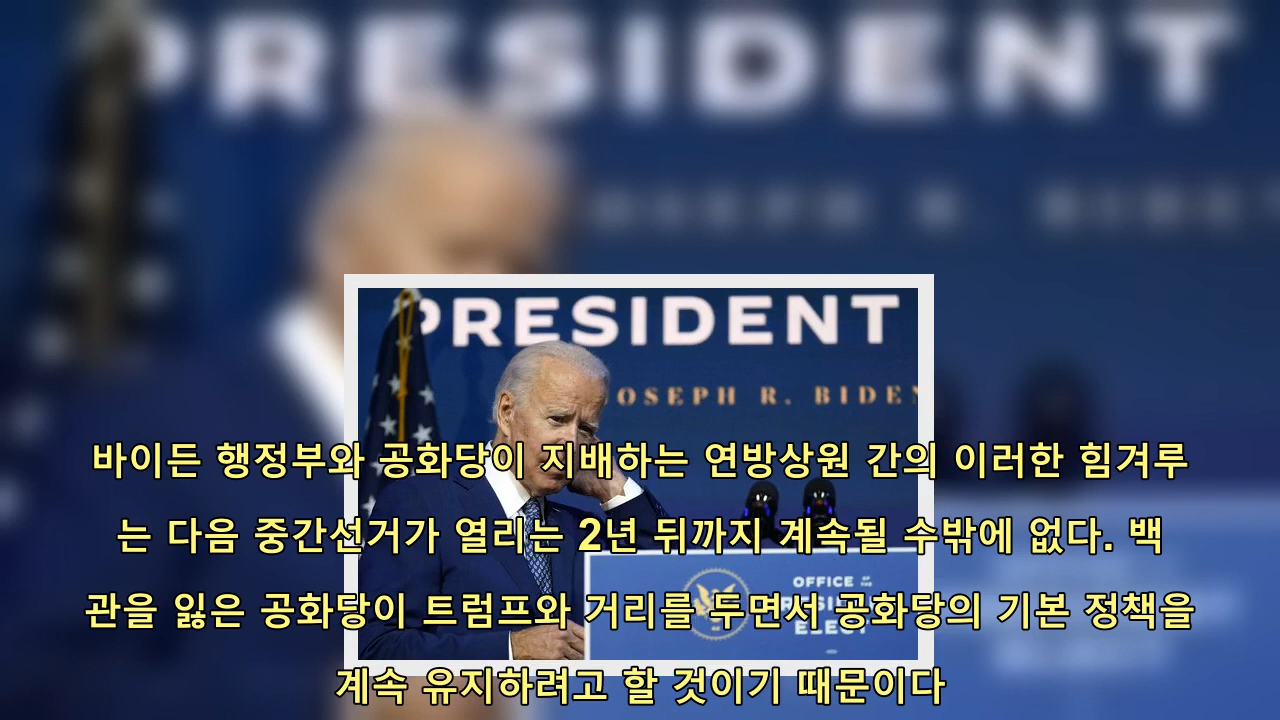 PRESIDENT
PRESIDENT
OSEPH R. BIDEN
바이든 행정부와 공화당이 지배하는 연방상원 간의 이러한 힘겨루
는 다음 중간선거가 열리는 2년 뒤까지 계속될 수밖에 없다. 백
관을 잃은 공화당이 트럼프와 거리를 두면서 공화당의 기본 정책을
계속 유지하려고 할 것이기 때문이다
OFFICE OF THE
ELECT